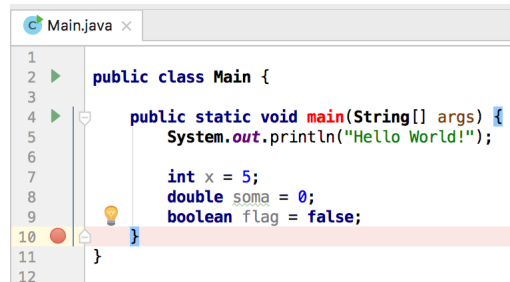 C Main.java ×
1
2 public class Main {
3
4 public static void main(String[] args) {
5 System.out.println("Hello World!");
6
7 int x = 5;
8 double soma = 0;
9 boolean flag = false;
10 }
11 }
12